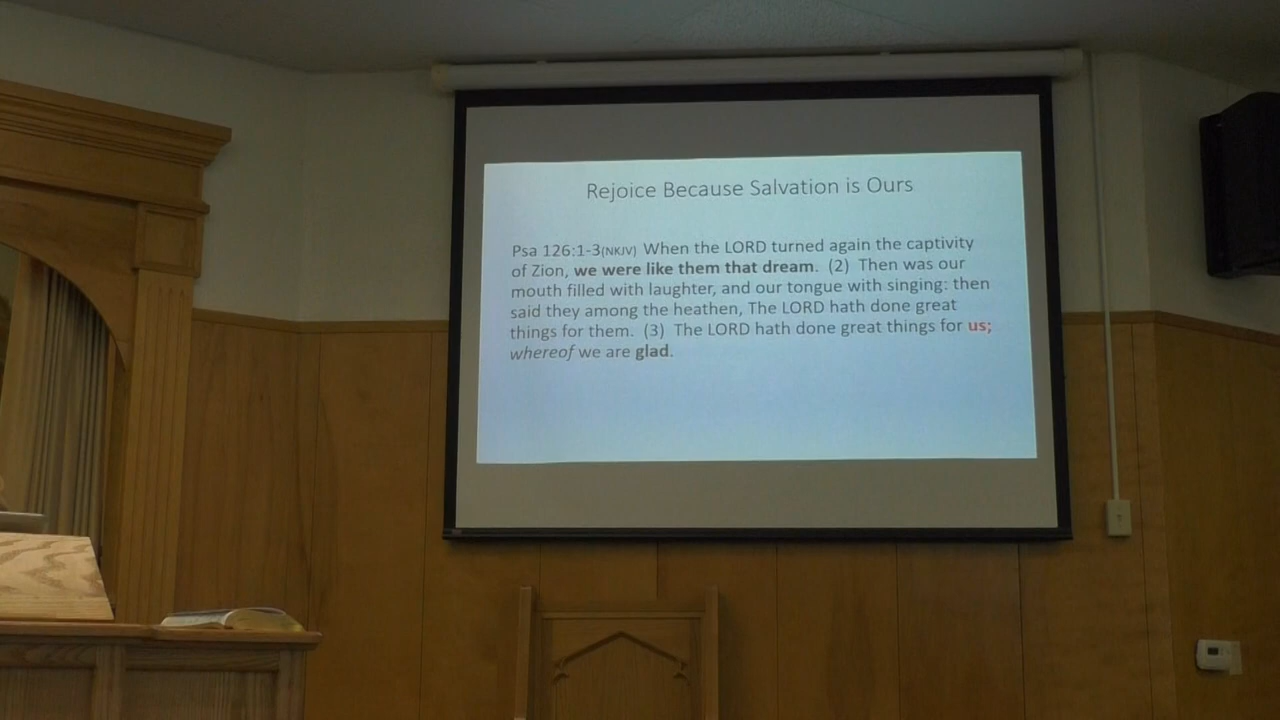 Rejoice Because Salvation is Ours
Psa 126:1-3(NKJV) When the LORD turned again the captivity
of Zion, we were like them that dream. (2) Then was our
mouth filled with laughter, and our tongue with singing: then
said they among the heathen, The LORD hath done great
things for them. (3) The LORD hath done great things for us;
whereof we are glad.